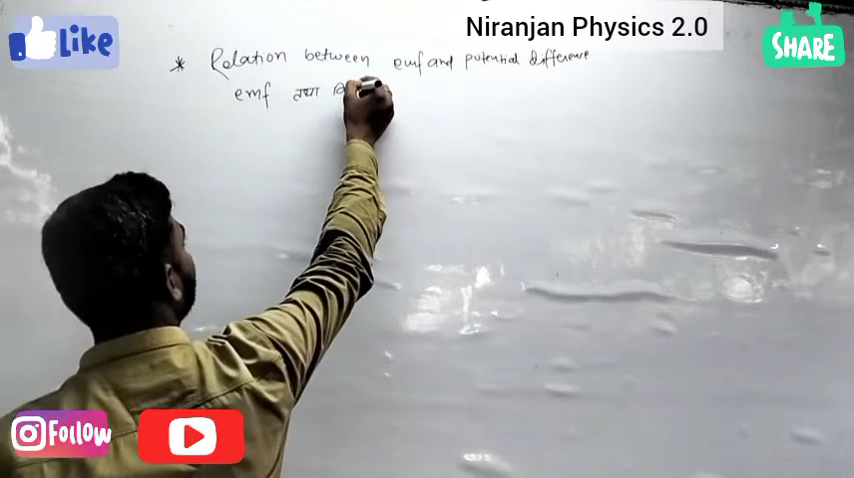 Niranjan Physics 2.0
Like
SHARE
* Relation between emf and potential difference
emf तथा वि
FOLLOW